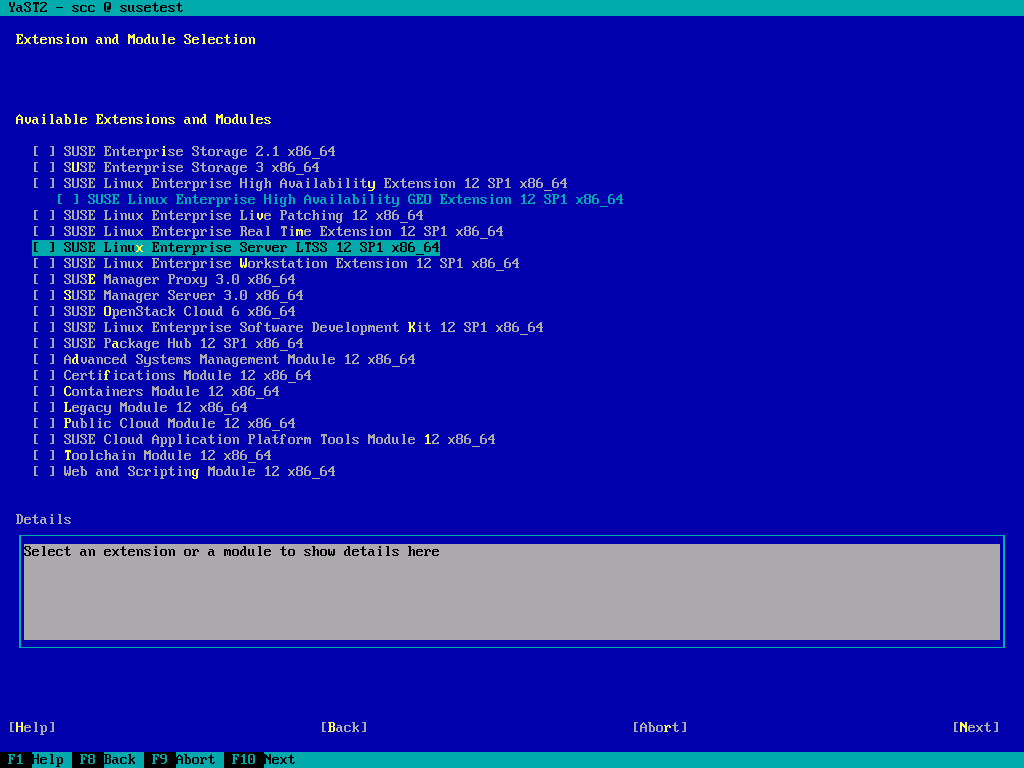 YaST2 - scc @ susetest
Extension and Module Selection
Available Extensions and Modules
[ ] SUSE Enterprise Storage 2.1 x86_64
[ ] SUSE Enterprise Storage 3 x86_64
[ ] SUSE Linux Enterprise High Availability Extension 12 SP1 x86_64
[ ] SUSE Linux Enterprise High Availability GEO Extension 12 SP1 x86_64
[ ] SUSE Linux Enterprise Live Patching 12 x86_64
[ ] SUSE Linux Enterprise Real Time Extension 12 SP1 x86_64
[ ] SUSE Linux Enterprise Server LTSS 12 SP1 x86_64
[ ] SUSE Linux Enterprise Workstation Extension 12 SP1 x86_64
[ ] SUSE Manager Proxy 3.0 x86_64
[ ] SUSE Manager Server 3.0 x86_64
[ ] SUSE OpenStack Cloud 6 x86_64
[ ] SUSE Linux Enterprise Software Development Kit 12 SP1 x86_64
[ ] SUSE Package Hub 12 SP1 x86_64
[ ] Advanced Systems Management Module 12 x86_64
[ ] Certifications Module 12 x86_64
[ ] Containers Module 12 x86_64
[ ] Legacy Module 12 x86_64
[ ] Public Cloud Module 12 x86_64
[ ] SUSE Cloud Application Platform Tools Module 12 x86_64
[ ] Toolchain Module 12 x86_64
[ ] Web and Scripting Module 12 x86_64
Details
Select an extension or a module to show details here
[Help] [Back] [Abort] [Next]
F1 Help F8 Back F9 Abort F10 Next